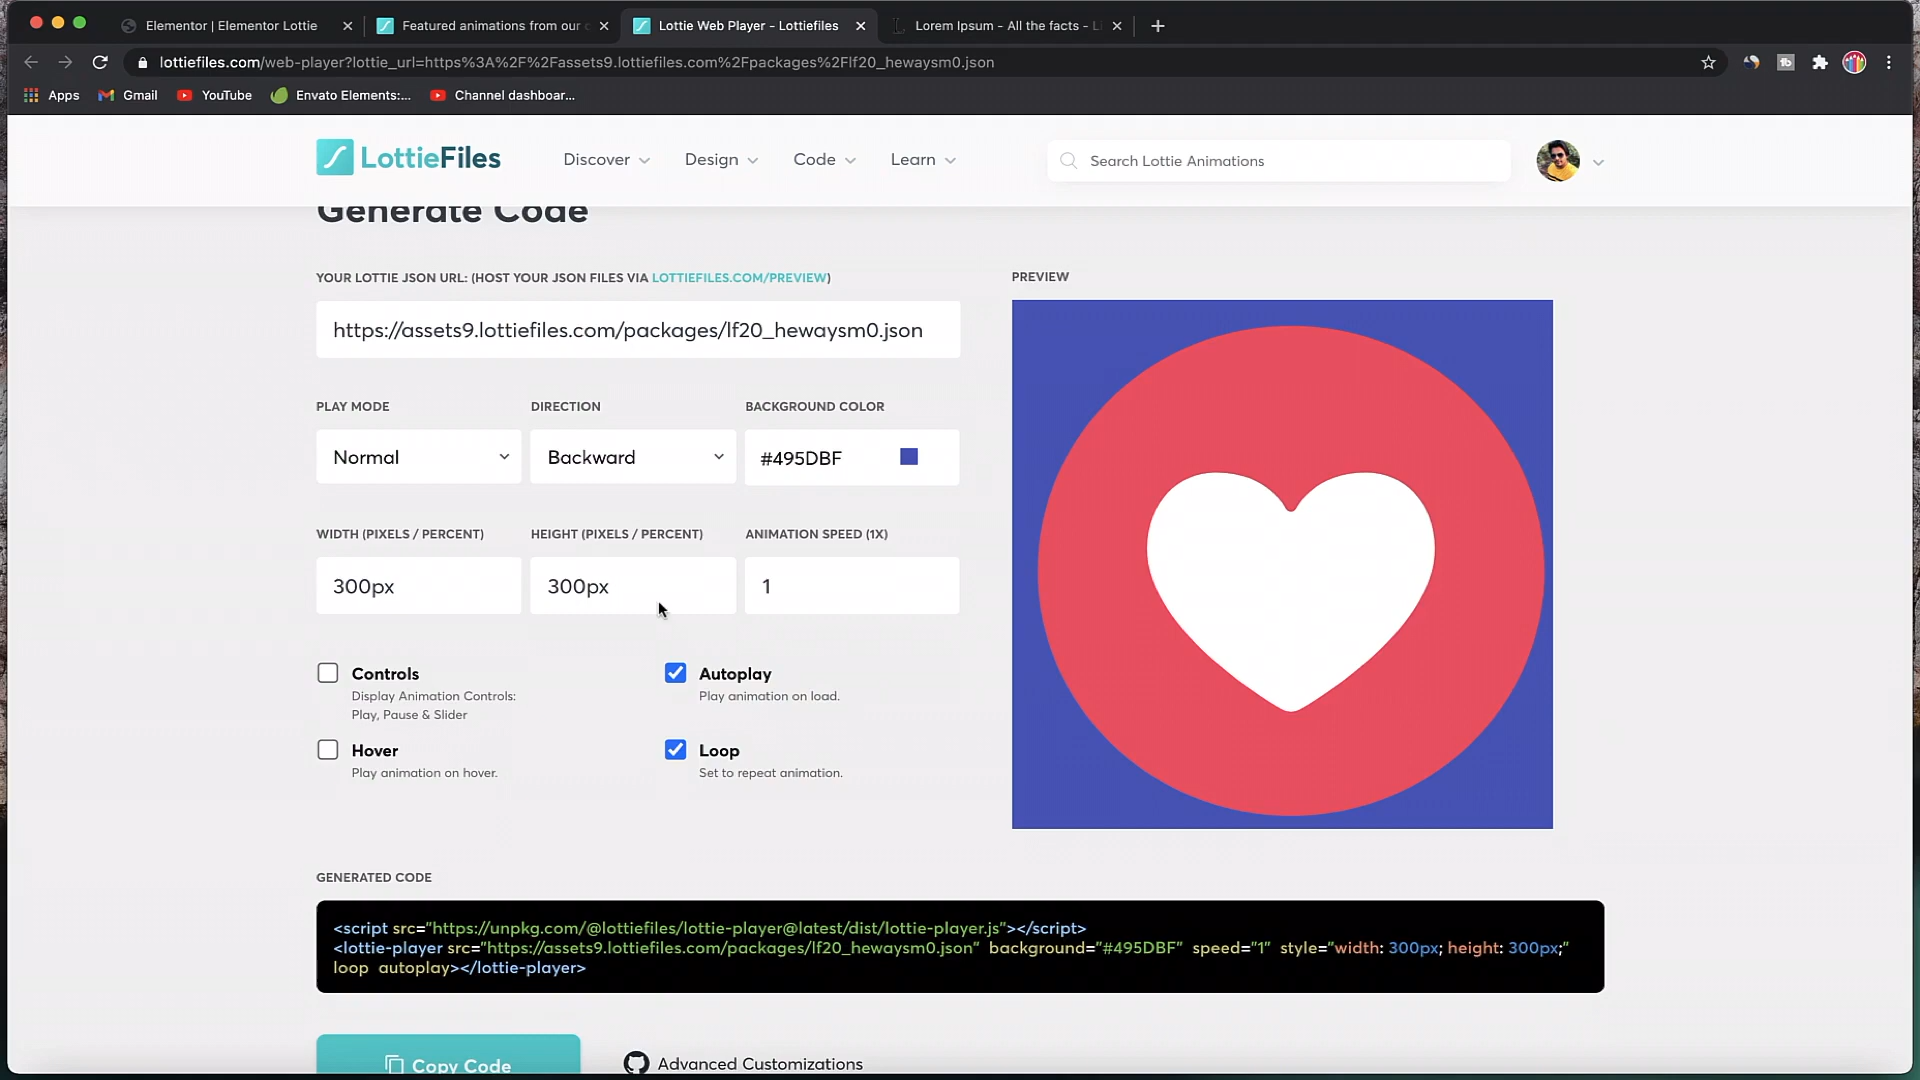 Elementor | Elementor Lottie
Featured animations from our c
Lottie Web Player - Lottiefiles
Lorem Ipsum - All the facts - L
lottiefiles.com/web-player?lottie_url=https%3A%2F%2Fassets9.lottiefiles.com%2Fpackages%2Flf20_hewaysm0.json
Apps
Gmail
YouTube
Envato Elements:...
Channel dashboar...
LottieFiles
Discover
Design
Code
Learn
Search Lottie Animations
Generate Code
YOUR LOTTIE JSON URL: (HOST YOUR JSON FILES VIA LOTTIEFILES.COM/PREVIEW)
https://assets9.lottiefiles.com/packages/lf20_hewaysm0.json
PREVIEW
PLAY MODE
DIRECTION
BACKGROUND COLOR
Normal
Backward
#495DBF
WIDTH (PIXELS / PERCENT)
HEIGHT (PIXELS / PERCENT)
ANIMATION SPEED (1X)
300px
300px
1
Controls
Display Animation Controls:
Play, Pause & Slider
Autoplay
Play animation on load.
Hover
Play animation on hover.
Loop
Set to repeat animation.
GENERATED CODE
<script src="https://unpkg.com/@lottiefiles/lottie-player@latest/dist/lottie-player.js"></script>
<lottie-player src="https://assets9.lottiefiles.com/packages/lf20_hewaysm0.json" background="#495DBF" speed="1" style="width: 300px; height: 300px;"
loop autoplay></lottie-player>
Copy Code
Advanced Customizations